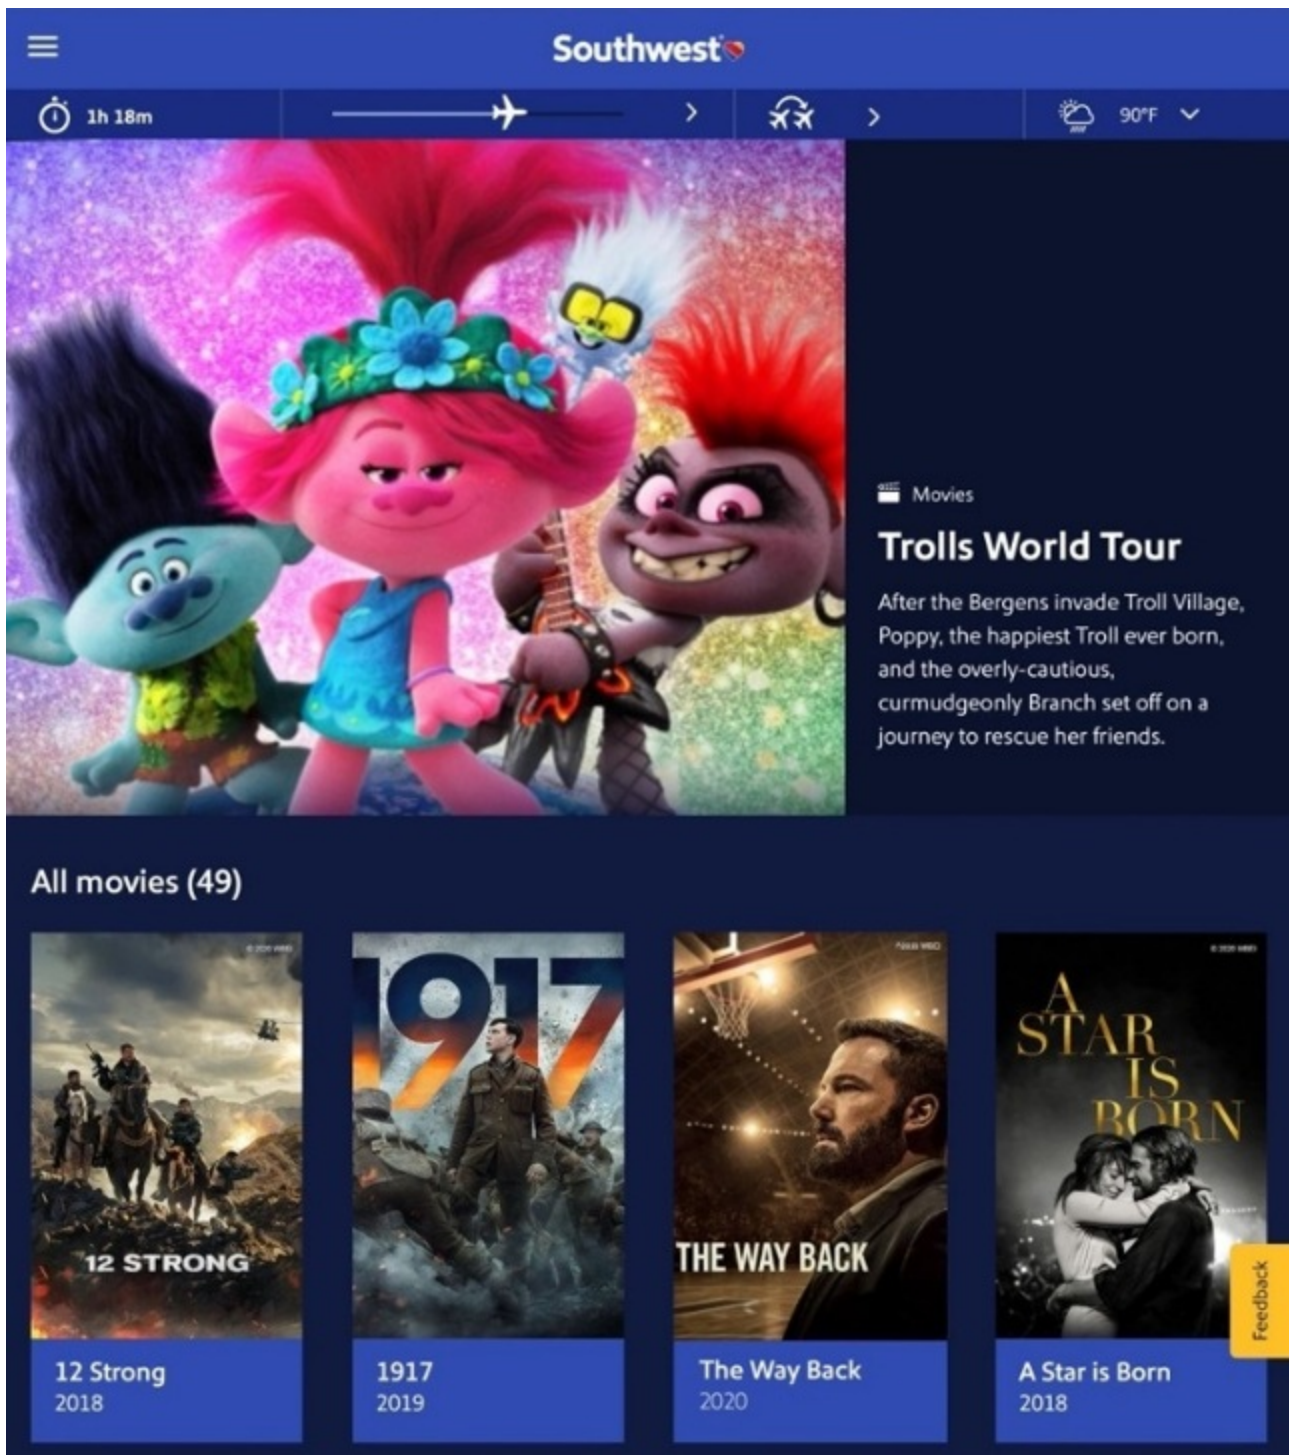 Southwest
1h 18m
90°F
Movies
Trolls World Tour
After the Bergens invade Troll Village,
Poppy, the happiest Troll ever born,
and the overly-cautious,
curmudgeonly Branch set off on a
journey to rescue her friends.
All movies (49)
1917
A
STAR
IS
BORN
12 STRONG
THE WAY BACK
Feedback
12 Strong
2018
1917
2019
The Way Back
2020
A Star is Born
2018